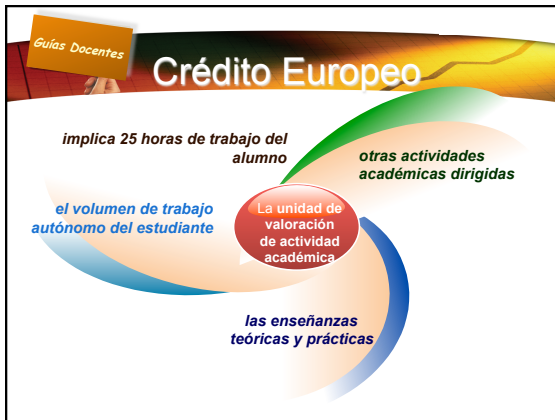 Guías Docentes
Crédito Europeo
implica 25 horas de trabajo del
alumno
otras actividades
académicas dirigidas
el volumen de trabajo
autónomo del estudiante
La unidad de
valoración
de actividad
académica
las enseñanzas
teóricas y prácticas